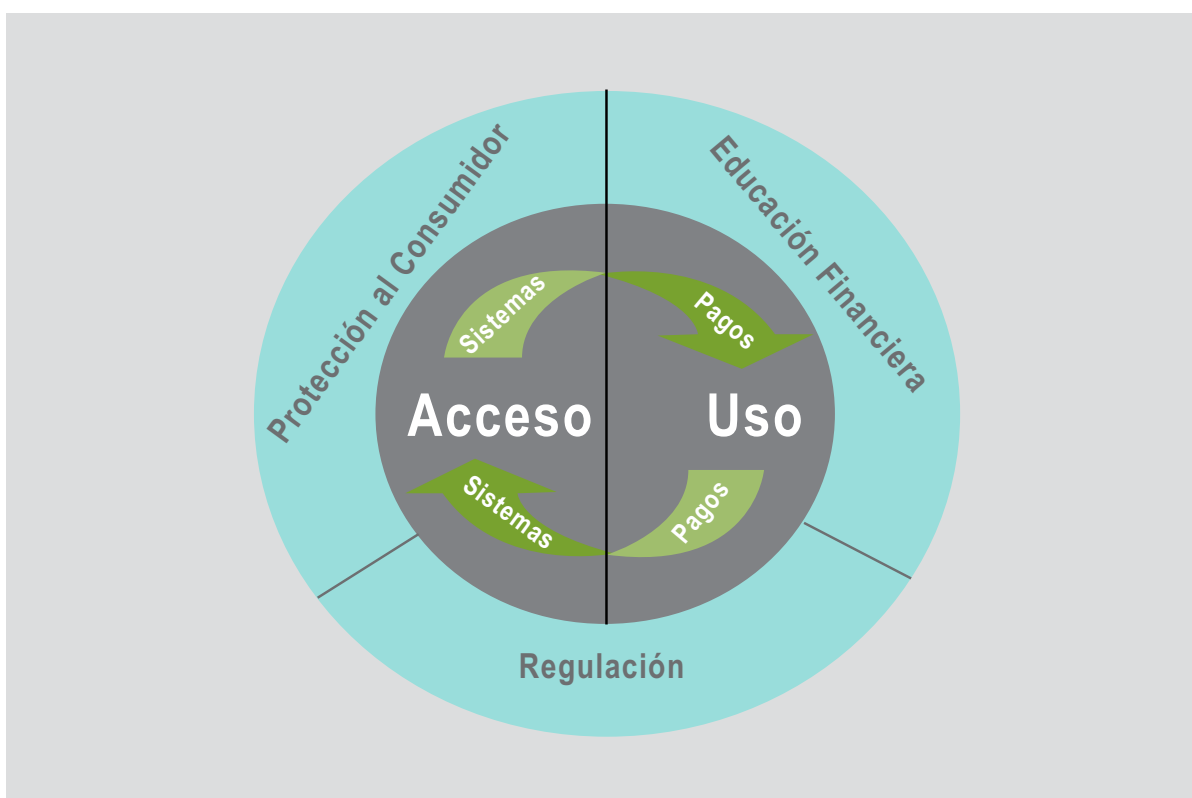 Protección al Consumidor
Educación Financiera
Sistemas
Pagos
Acceso
Uso
Sistemas
Pagos
Regulación